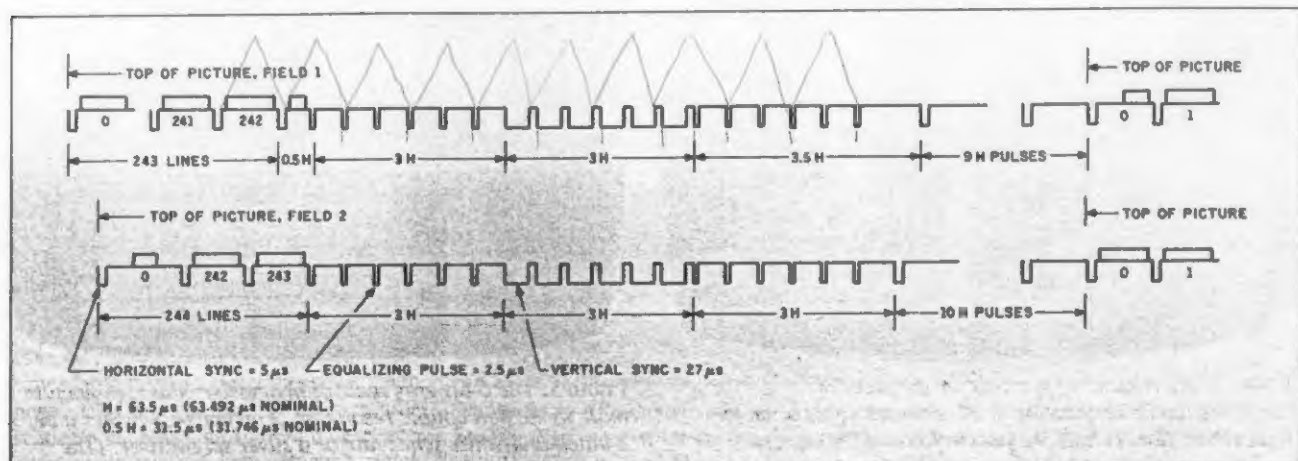 TOP OF PICTURE, FIELD 1
TOP OF PICTURE
0 241 242 0 1
243 LINES 0.5 H 3 H 3 H 3.5 H 9 H PULSES
TOP OF PICTURE, FIELD 2
TOP OF PICTURE
0 242 243 0 1
244 LINES 3 H 3 H 3 H 10 H PULSES
HORIZONTAL SYNC = 5 µs EQUALIZING PULSE = 2.5 µs VERTICAL SYNC = 27 µs
H = 63.5 µs (63.492 µs NOMINAL)
0.5 H = 32.5 µs (31.746 µs NOMINAL)